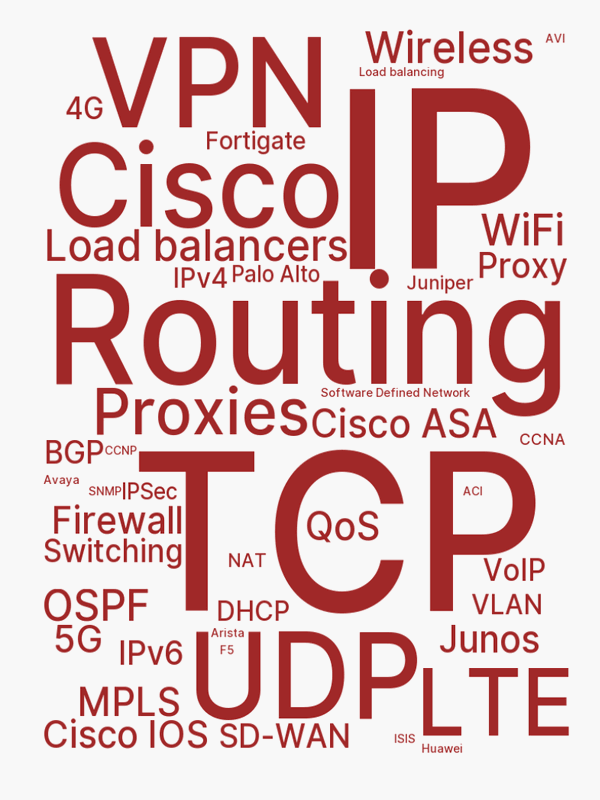 VPN
Wireless
AVI
Load balancing
4G
IP
Fortigate
Cisco
WiFi
Load balancers
Proxy
IPv4
Palo Alto
Juniper
Routing
Software Defined Network
Proxies
Cisco ASA
CCNA
BGP
CCNP
TCP
Avaya
SNMP
IPSec
ACI
Firewall
QoS
Switching
NAT
VoIP
OSPF
DHCP
VLAN
5G
Arista
Junos
IPv6
F5
UDP
LTE
MPLS
Cisco IOS
SD-WAN
ISIS
Huawei